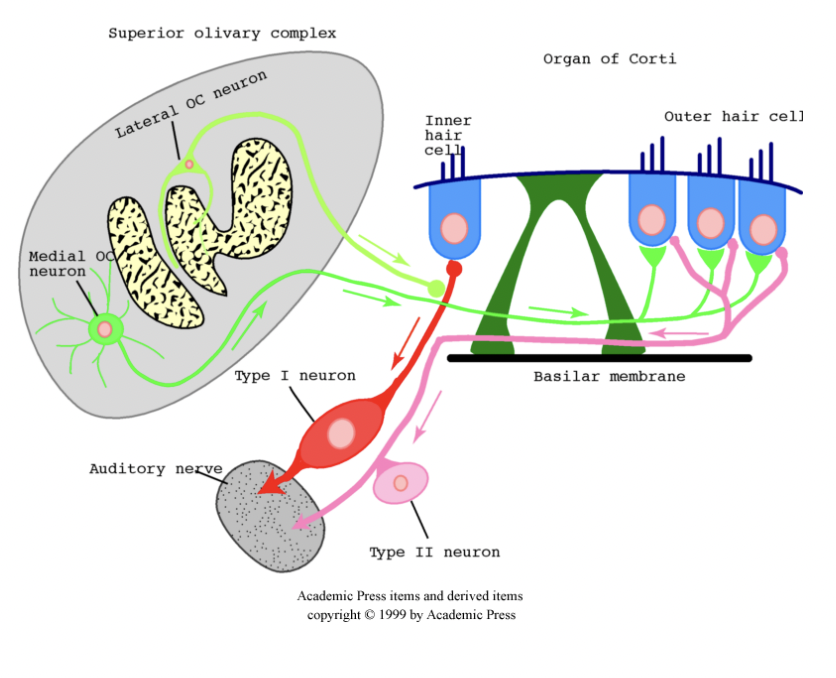 Superior olivary complex
Organ of Corti
Lateral OC neuron
Inner
hair
cell
Outer hair cell
Medial OC
neuron
Type I neuron
Basilar membrane
Auditory nerve
Type II neuron
Academic Press items and derived items
copyright © 1999 by Academic Press